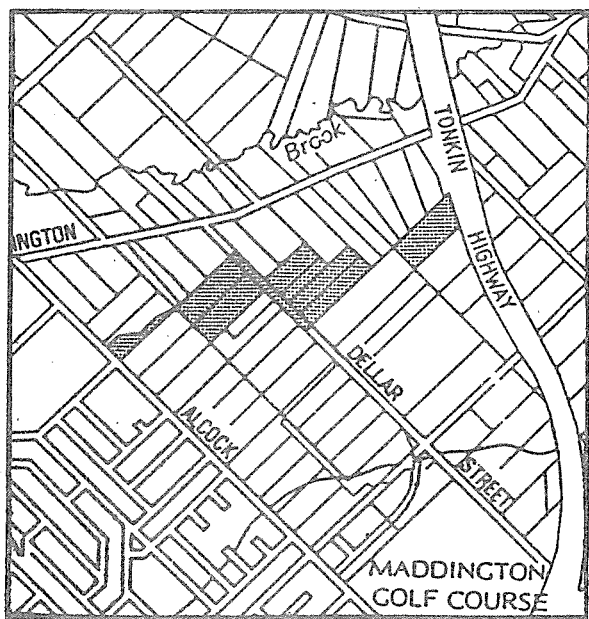 Brook
TONKIN
HIGHWAY
INGTON
DELLAR
STREET
ALCOCK
MADDINGTON
GOLF COURSE